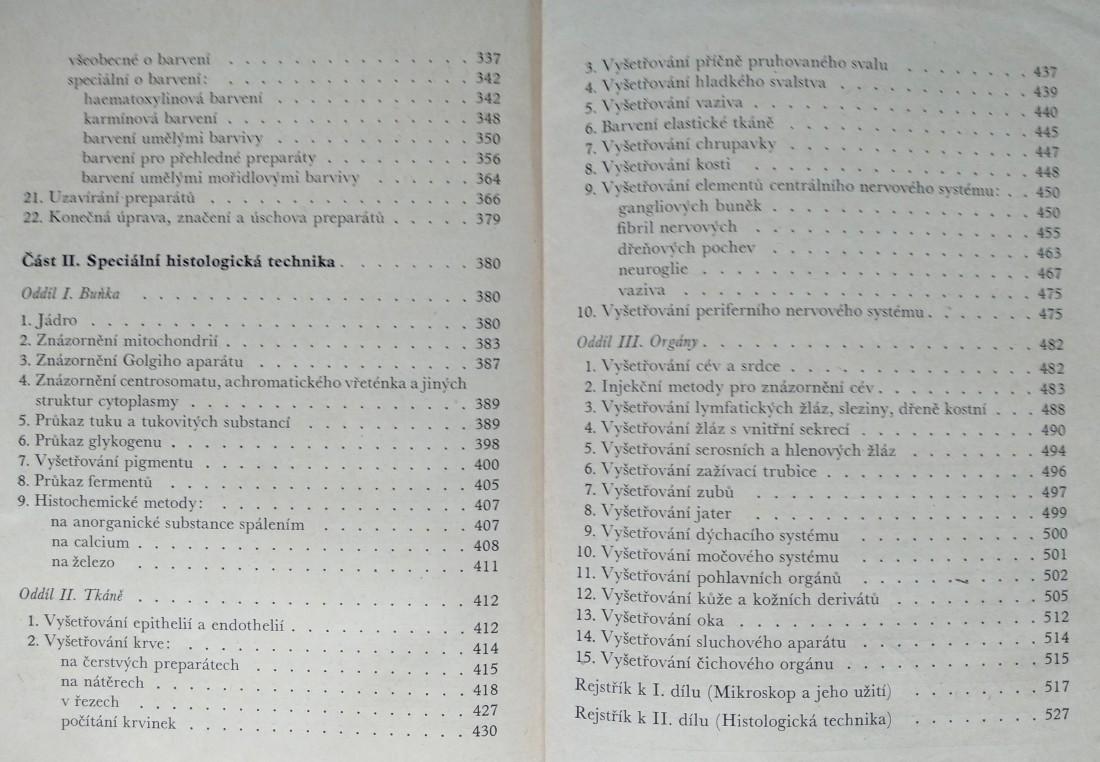 všeobecné o barvení . . . . . . . . . . . . . . 337
speciální o barvení: . . . . . . . . . . . . . . 342
haematoxylinová barvení . . . . . . . . . . . 342
karmínová barvení . . . . . . . . . . . . . . 348
barvení umělými barvivy . . . . . . . . . . . 350
barvení pro přehledné preparáty . . . . . . . . 356
barvení umělými mořidlovými barvivy . . . . . . 364
21. Uzavírání preparátů . . . . . . . . . . . . . . 366
22. Konečná úprava, značení a úschova preparátů . . . . . 379
Část II. Speciální histologická technika . . . . . . . . 380
Oddíl I. Buňka . . . . . . . . . . . . . . . . . 380
1. Jádro . . . . . . . . . . . . . . . . . . . . 380
2. Znázornění mitochondrií . . . . . . . . . . . . . 383
3. Znázornění Golgiho aparátu . . . . . . . . . . . 387
4. Znázornění centrosomatu, achromatického vřeténka a jiných
struktur cytoplasmy . . . . . . . . . . . . . . 389
5. Průkaz tuku a tukovitých substancí . . . . . . . . . 389
6. Průkaz glykogenu . . . . . . . . . . . . . . . . 398
7. Vyšetřování pigmentu . . . . . . . . . . . . . . 400
8. Průkaz fermentů . . . . . . . . . . . . . . . . 405
9. Histochemické metody: . . . . . . . . . . . . . . 407
na anorganické substance spálením . . . . . . . . 407
na calcium . . . . . . . . . . . . . . . . . . 408
na železo . . . . . . . . . . . . . . . . . . 411
Oddíl II. Tkáně . . . . . . . . . . . . . . . . . 412
1. Vyšetřování epithelií a endothelií . . . . . . . . . . 412
2. Vyšetřování krve: . . . . . . . . . . . . . . . . 414
na čerstvých preparátech . . . . . . . . . . . . 415
na nátěrech . . . . . . . . . . . . . . . . . 418
v řezech . . . . . . . . . . . . . . . . . . 427
počítání krvinek . . . . . . . . . . . . . . . 430
3. Vyšetřování příčně pruhovaného svalu . . . . . . . . 437
4. Vyšetřování hladkého svalstva . . . . . . . . . . . 439
5. Vyšetřování vaziva . . . . . . . . . . . . . . . 440
6. Barvení elastické tkáně . . . . . . . . . . . . . . 445
7. Vyšetřování chrupavky . . . . . . . . . . . . . . 447
8. Vyšetřování kosti . . . . . . . . . . . . . . . . 448
9. Vyšetřování elementů centrálního nervového systému: . . 450
gangliových buněk . . . . . . . . . . . . . . . 450
fibril nervových . . . . . . . . . . . . . . . . 455
dřeňových pochev . . . . . . . . . . . . . . . 463
neuroglie . . . . . . . . . . . . . . . . . . 467
vaziva . . . . . . . . . . . . . . . . . . . 475
10. Vyšetřování periferního nervového systému . . . . . . . 475
Oddíl III. Orgány . . . . . . . . . . . . . . . . . 482
1. Vyšetřování cév a srdce . . . . . . . . . . . . . . 482
2. Injekční metody pro znázornění cév . . . . . . . . . 483
3. Vyšetřování lymfatických žláz, sleziny, dřeně kostní . . . 488
4. Vyšetřování žláz s vnitřní sekrecí . . . . . . . . . . 490
5. Vyšetřování serosních a hlenových žláz . . . . . . . . 494
6. Vyšetřování zažívací trubice . . . . . . . . . . . . 496
7. Vyšetřování zubů . . . . . . . . . . . . . . . . 497
8. Vyšetřování jater . . . . . . . . . . . . . . . . 499
9. Vyšetřování dýchacího systému . . . . . . . . . . . 500
10. Vyšetřování močového systému . . . . . . . . . . . 501
11. Vyšetřování pohlavních orgánů . . . . . . . . . . . 502
12. Vyšetřování kůže a kožních derivátů . . . . . . . . . 505
13. Vyšetřování oka . . . . . . . . . . . . . . . . . 512
14. Vyšetřování sluchového aparátu . . . . . . . . . . . 514
15. Vyšetřování čichového orgánu . . . . . . . . . . . . 515
Rejstřík k I. dílu (Mikroskop a jeho užití) . . . . . . . . 517
Rejstřík k II. dílu (Histologická technika) . . . . . . . . 527